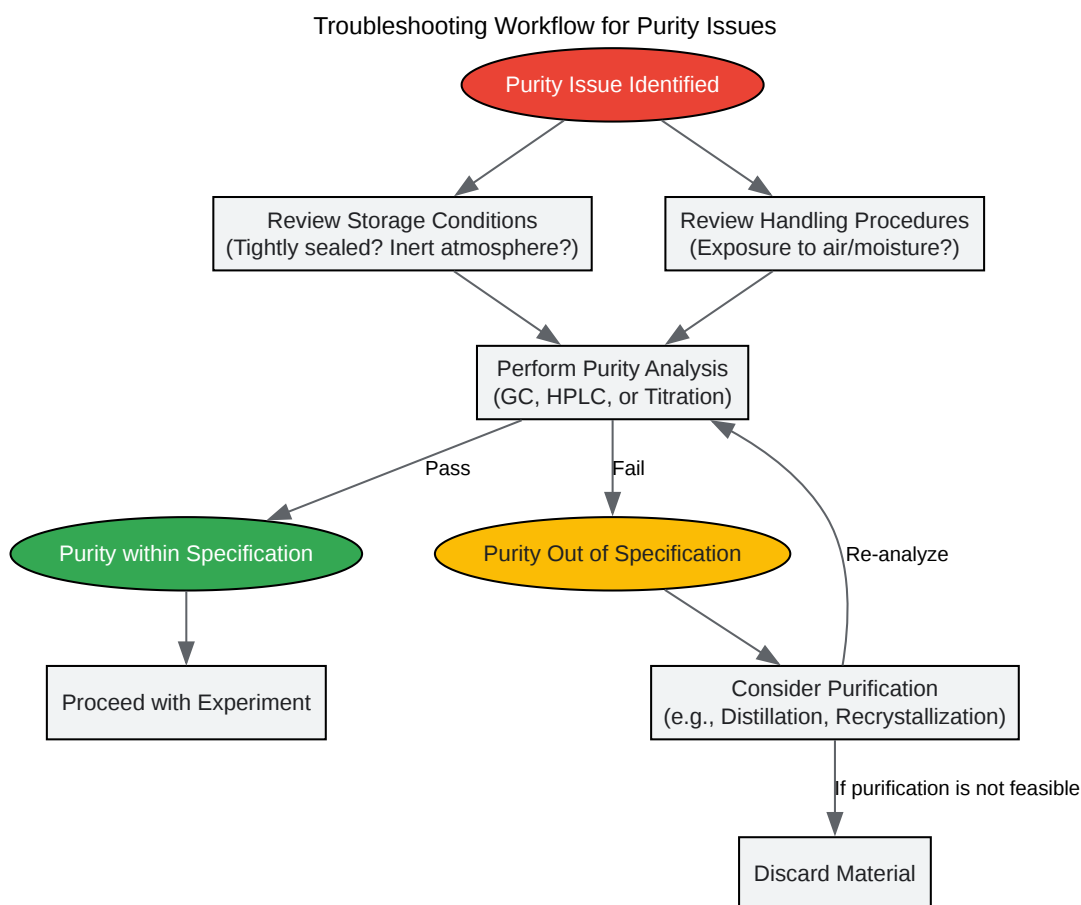 Troubleshooting Workflow for Purity Issues
Purity Issue Identified
Review Storage Conditions
(Tightly sealed? Inert atmosphere?)
Review Handling Procedures
(Exposure to air/moisture?)
Perform Purity Analysis
(GC, HPLC, or Titration)
Pass
Fail
Purity within Specification
Purity Out of Specification
Re-analyze
Proceed with Experiment
Consider Purification
(e.g., Distillation, Recrystallization)
If purification is not feasible
Discard Material